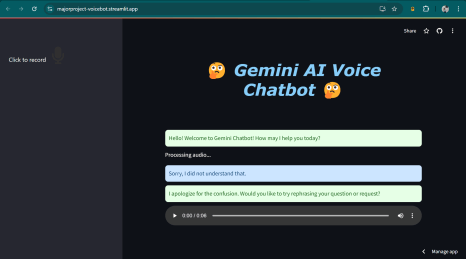 majorproject-voicebot.streamlit.app
Share
Click to record
Gemini AI Voice
Chatbot
Hello! Welcome to Gemini Chatbot! How may I help you today?
Processing audio...
Sorry, I did not understand that.
I apologize for the confusion. Would you like to try rephrasing your question or request?
0:00 / 0:06
Manage app